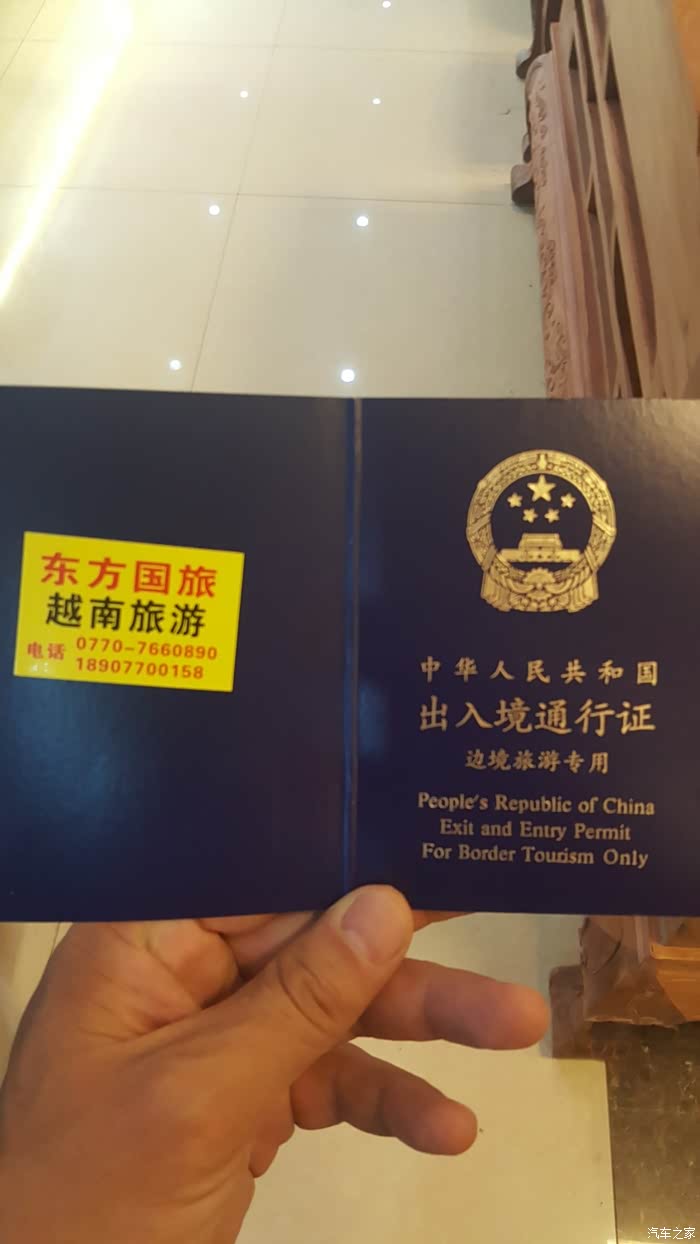 东方国旅
越南旅游
电话 0770-7660890
18907700158
中华人民共和国
出入境通行证
边境旅游专用
People's Republic of China
Exit and Entry Permit
For Border Tourism Only
汽车之家